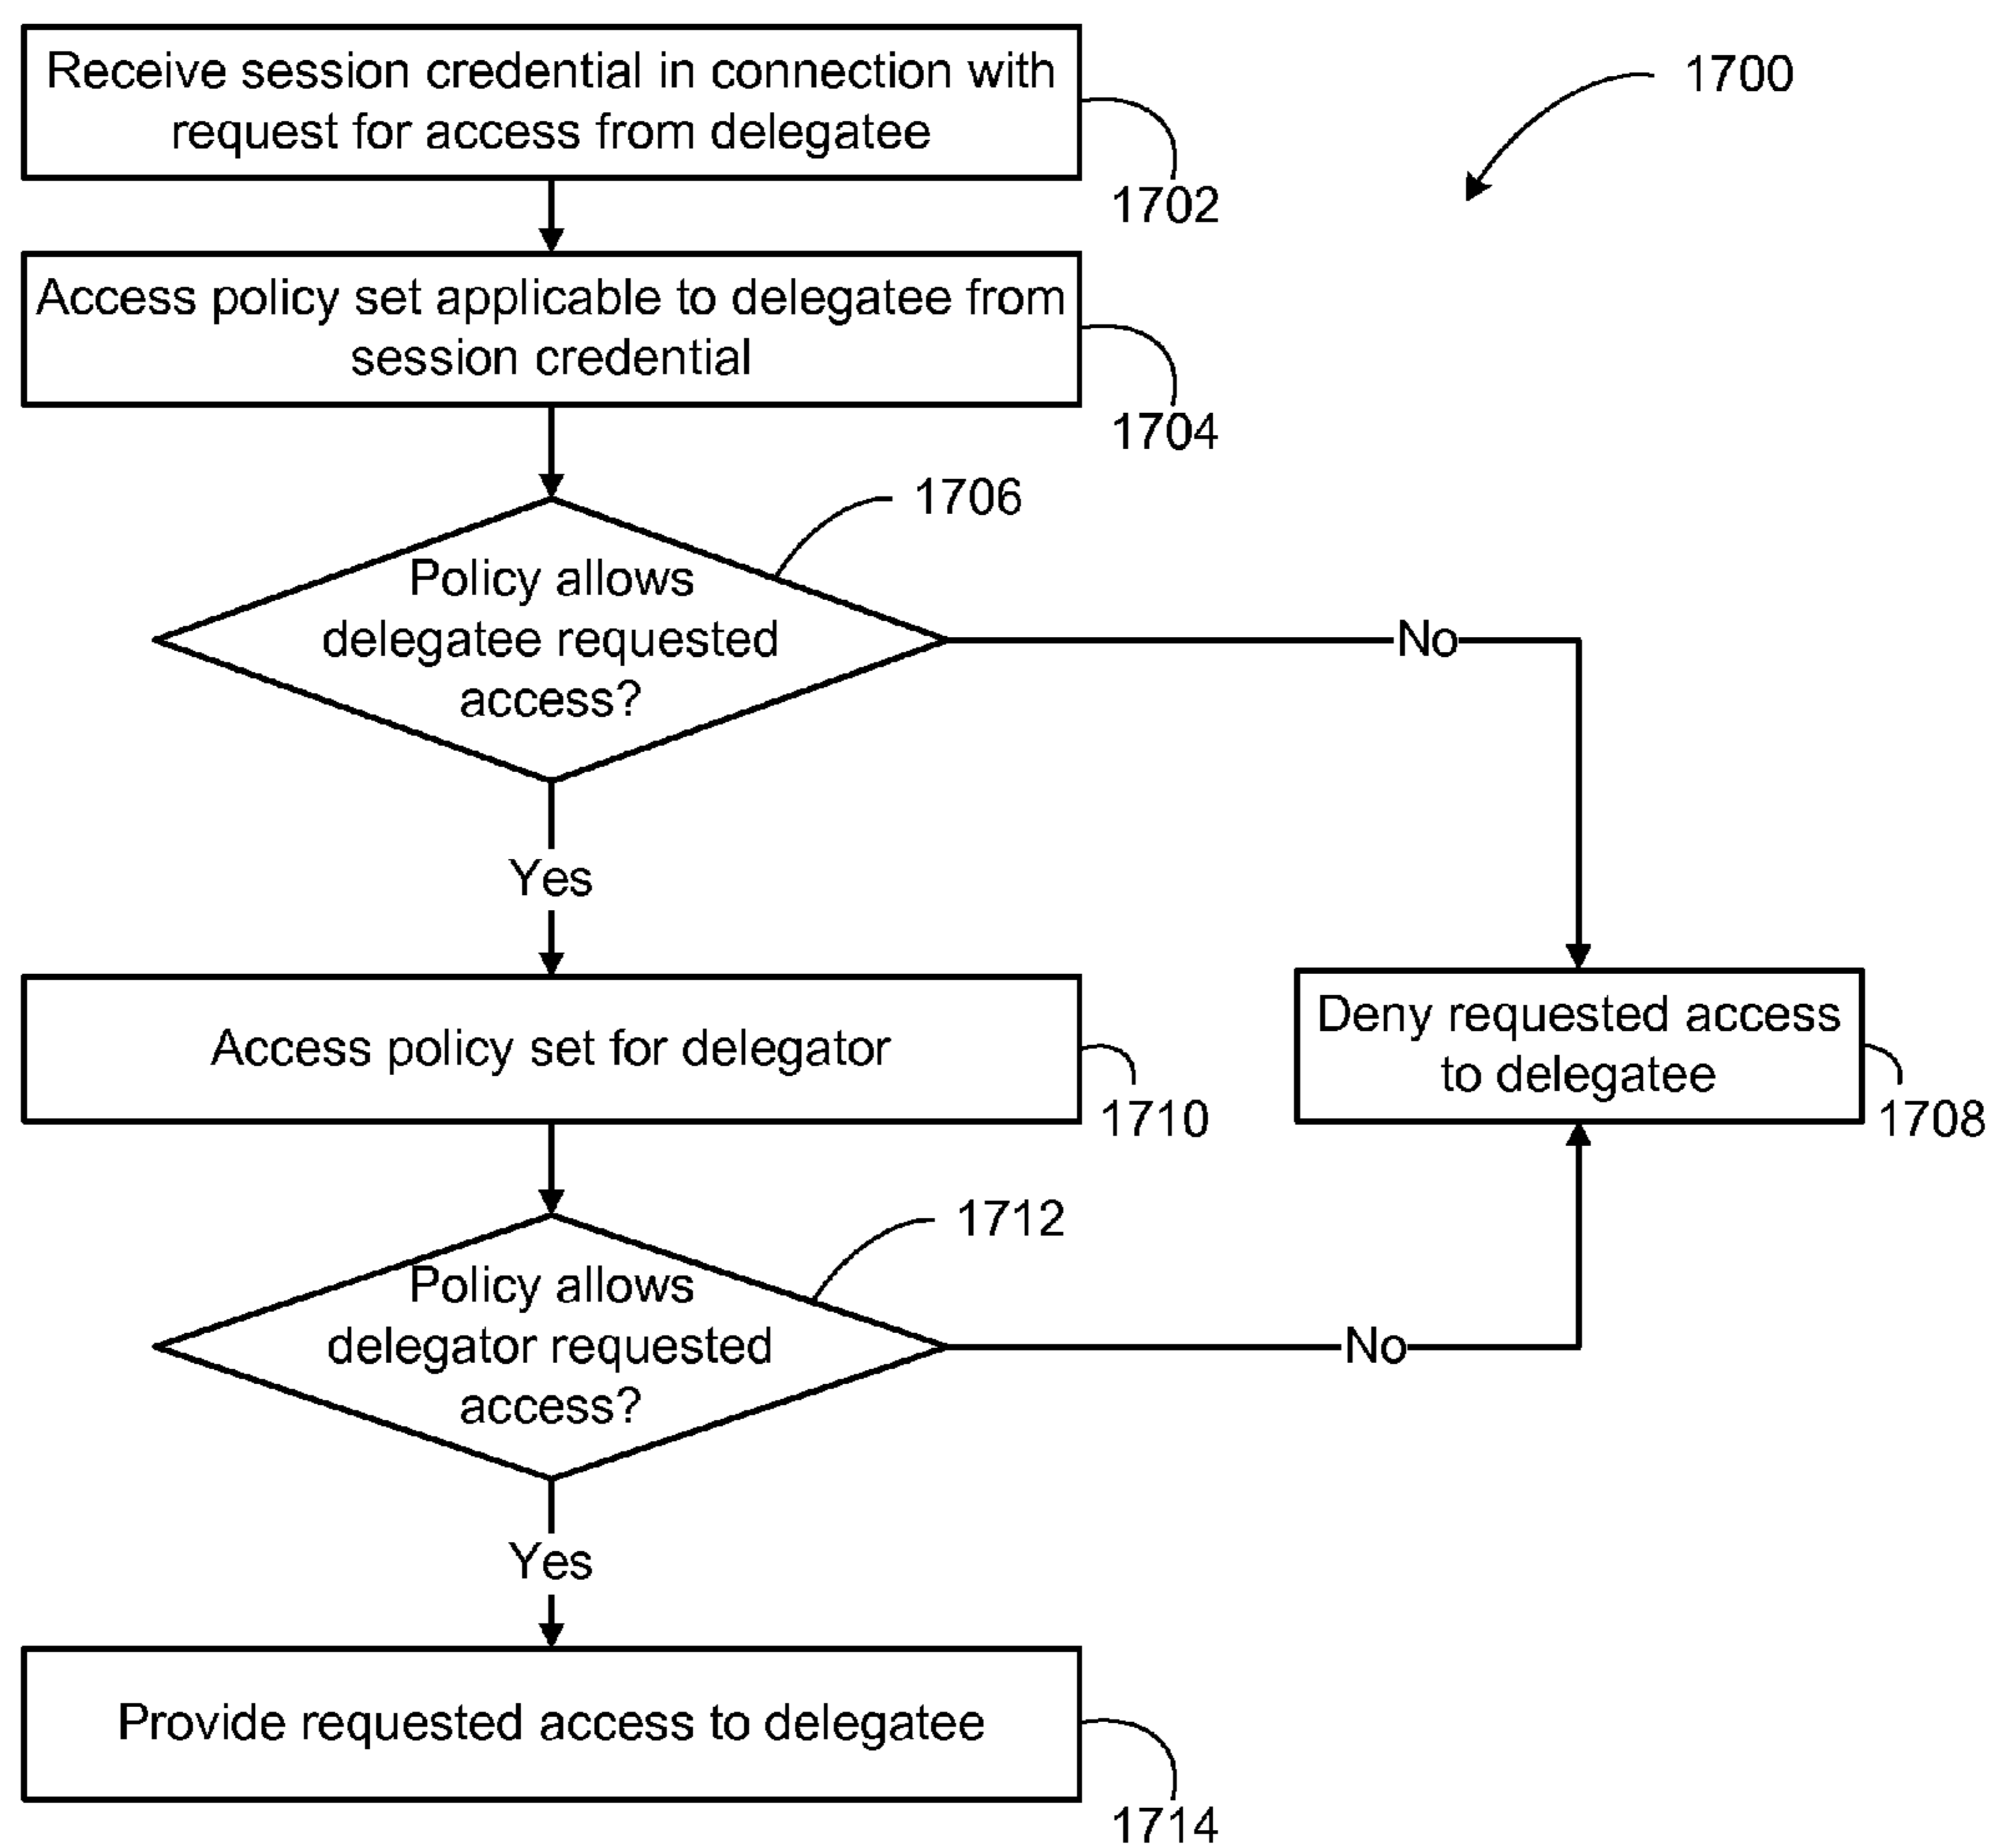 Receive session credential in connection with
request for access from delegatee
1700
1702
Access policy set applicable to delegatee from
session credential
1704
1706
Policy allows
delegatee requested
access?
No
Yes
Access policy set for delegator
1710
Deny requested access
to delegatee
1708
1712
Policy allows
delegator requested
access?
No
Yes
Provide requested access to delegatee
1714